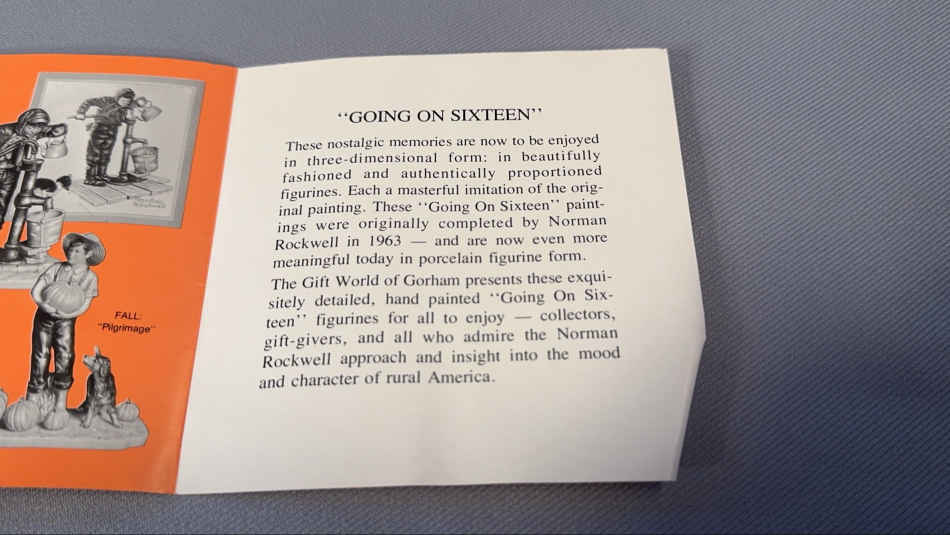 FALL:
"Pilgrimage"
“GOING ON SIXTEEN”
These nostalgic memories are now to be enjoyed
in three-dimensional form: in beautifully
fashioned and authentically proportioned
figurines. Each a masterful imitation of the orig-
inal painting. These “Going On Sixteen” paint-
ings were originally completed by Norman
Rockwell in 1963 — and are now even more
meaningful today in porcelain figurine form.
The Gift World of Gorham presents these exqui-
sitely detailed, hand painted “Going On Six-
teen” figurines for all to enjoy — collectors,
gift-givers, and all who admire the Norman
Rockwell approach and insight into the mood
and character of rural America.